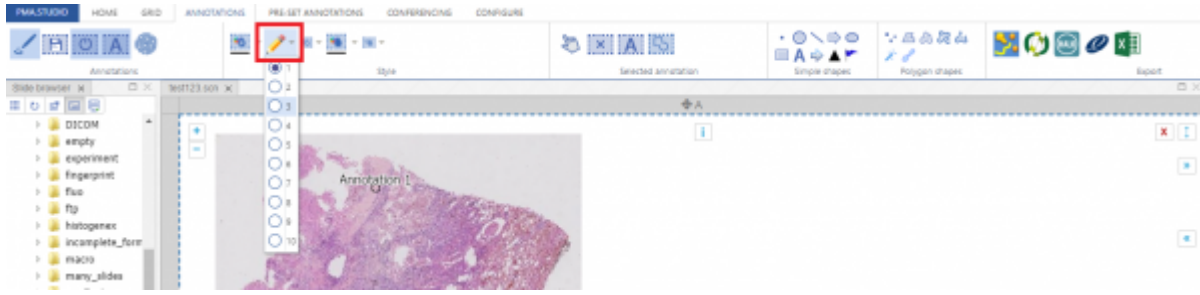 PMA.STUDIO HOME GRID ANNOTATIONS PRE-SET ANNOTATIONS CONFERENCING CONFIGURE
A
A
A
Annotations Style Selected annotation Simple shapes Polygon shapes Export
Slide browser x test123.scn x
A
DICOM
empty
experiment
fingerprint
fluo
ftp
histogenex
incomplete_form
macro
many_slides
1
2
3
4
5
6
7
8
9
10
Annotation 1